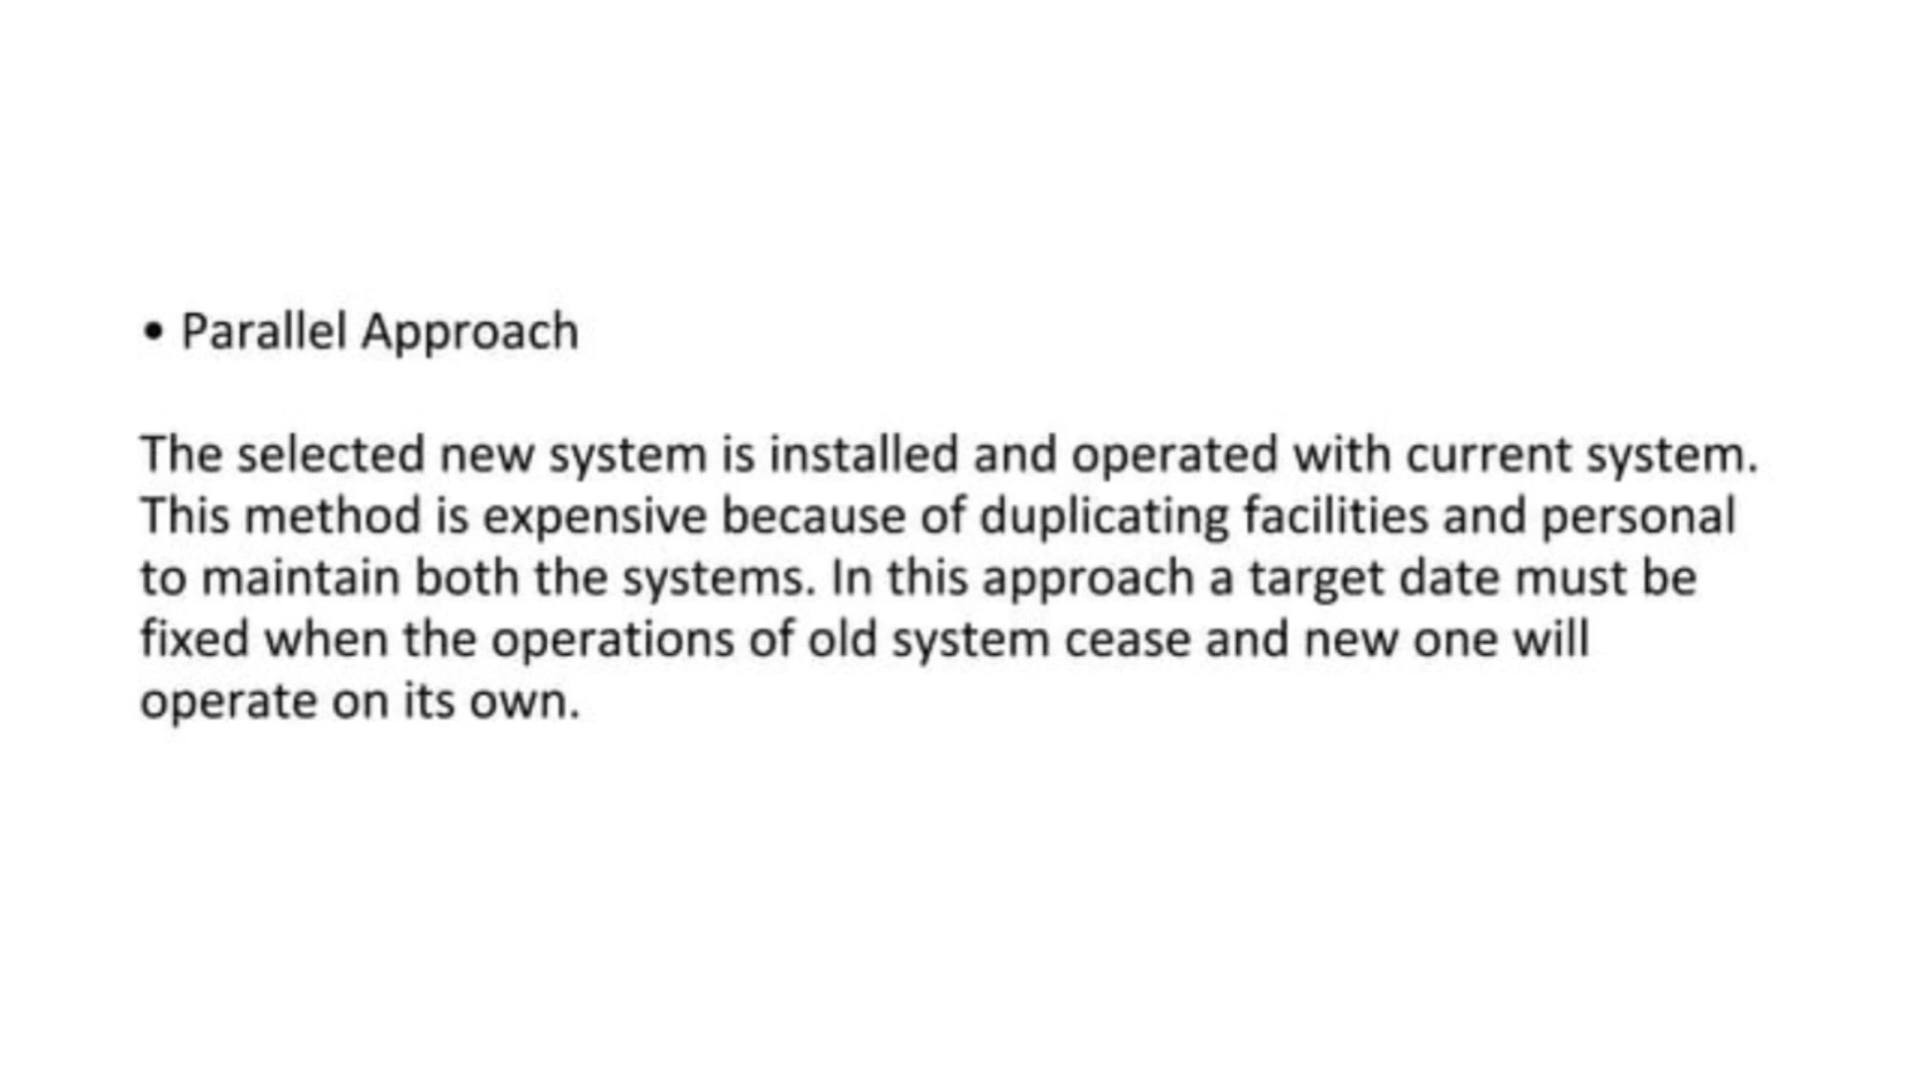 • Parallel Approach
The selected new system is installed and operated with current system.
This method is expensive because of duplicating facilities and personal
to maintain both the systems. In this approach a target date must be
fixed when the operations of old system cease and new one will
operate on its own.